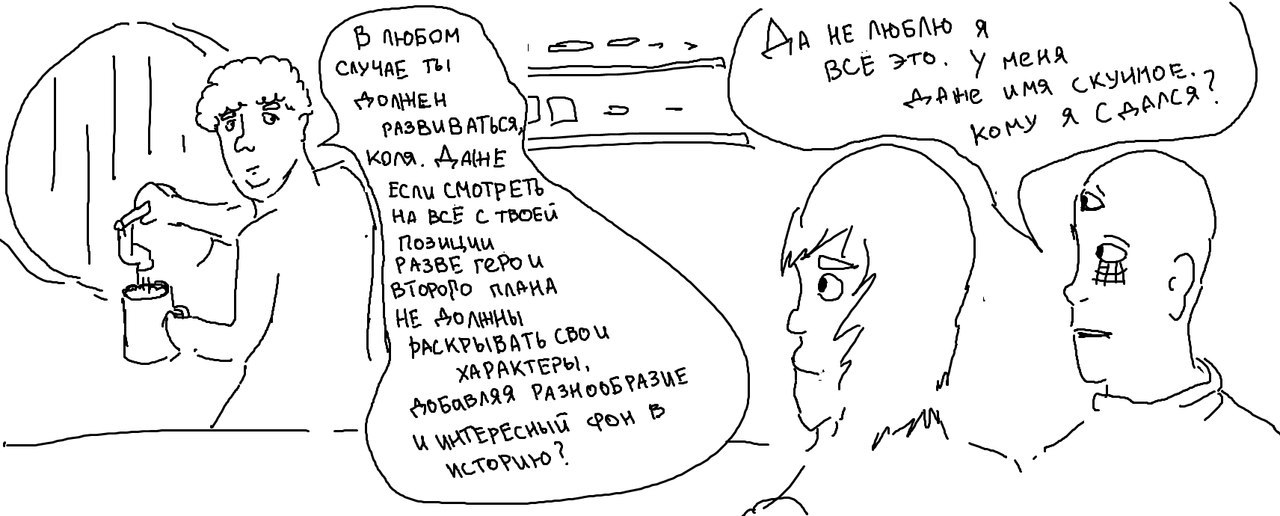 В ЛЮБОМ
СЛУЧАЕ ТЫ
ДОЛЖЕН
РАЗВИВАТЬСЯ,
КОЛЯ. ДАЖЕ
ЕСЛИ СМОТРЕТЬ
НА ВСЁ С ТВОЕЙ
ПОЗИЦИИ
РАЗВЕ ГЕРОИ
ВТОРОГО ПЛАНА
НЕ ДОЛЖНЫ
РАСКРЫВАТЬ СВОИ
ХАРАКТЕРЫ,
ДОБАВЛЯЯ РАЗНООБРАЗИЕ
И ИНТЕРЕСНЫЙ ФОН В
ИСТОРИЮ?
ДА НЕ ЛЮБЛЮ Я
ВСЁ ЭТО. У МЕНЯ
ДАЖЕ ИМЯ СКУЧНОЕ.
КОМУ Я СДАЛСЯ?